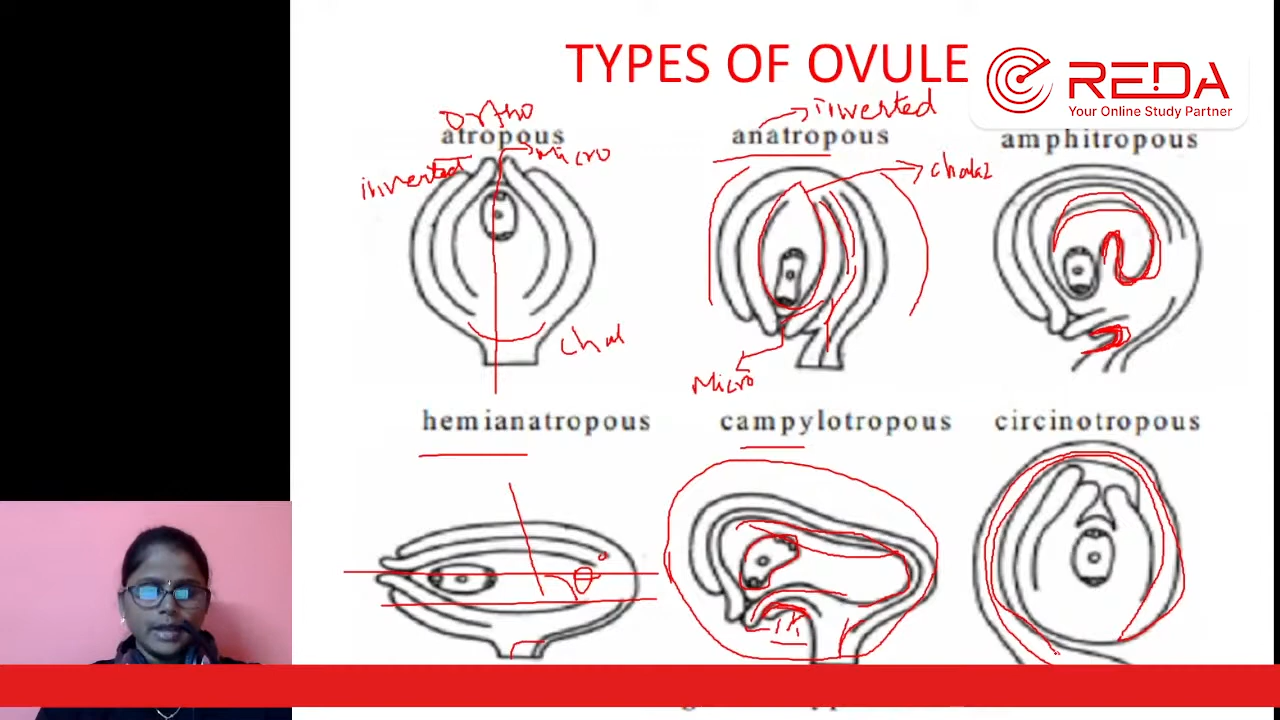 TYPES OF OVULE
REDA
Your Online Study Partner
ortho
atropous
Micro
inverted
chal
inverted
anatropous
chalaz
Micro
amphitropous
hemianatropous
campylotropous
circinotropous